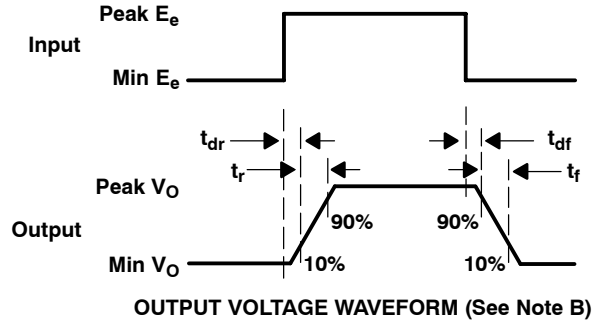 Peak Ee
Input
Min Ee
tdr
tdf
tr
tf
Peak VO
90%
90%
Output
Min VO
10%
10%
OUTPUT VOLTAGE WAVEFORM (See Note B)